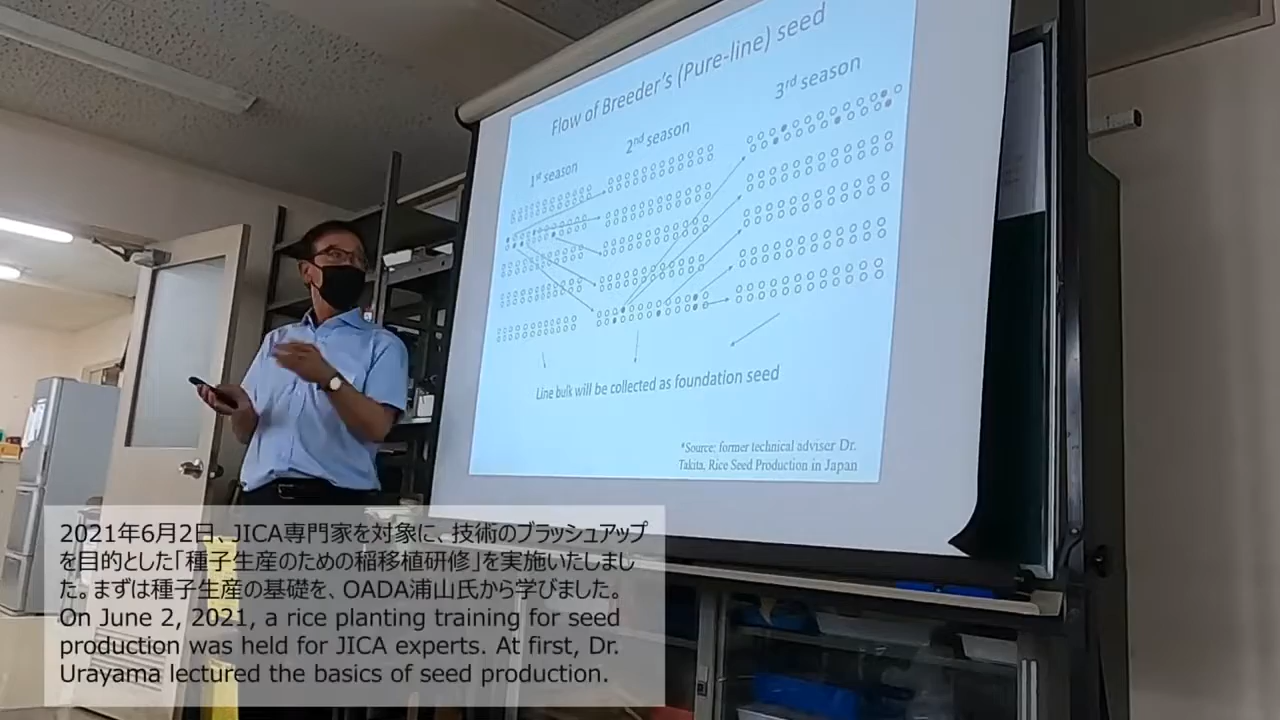 Flow of Breeder's (Pure-line) seed
1st season
2nd season
3rd season
Line bulk will be collected as foundation seed
*Source: former technical adviser Dr.
Takita, Rice Seed Production in Japan
2021年6月2日、JICA専門家を対象に、技術のブラッシュアップ
を目的とした「種子生産のための稲移植研修」を実施いたしまし
た。まずは種子生産の基礎を、OADA浦山氏から学びました。
On June 2, 2021, a rice planting training for seed
production was held for JICA experts. At first, Dr.
Urayama lectured the basics of seed production.